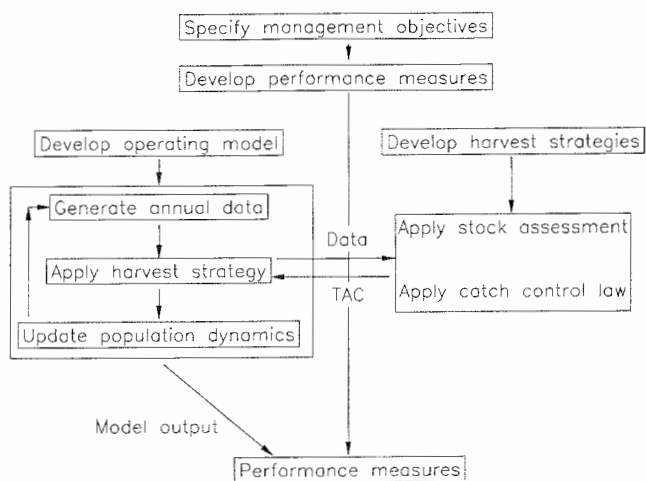 Specify management objectives
Develop performance measures
Develop operating model
Develop harvest strategies
Generate annual data
Apply stock assessment
Data
Apply harvest strategy
TAC
Apply catch control law
Update population dynamics
Model output
Performance measures